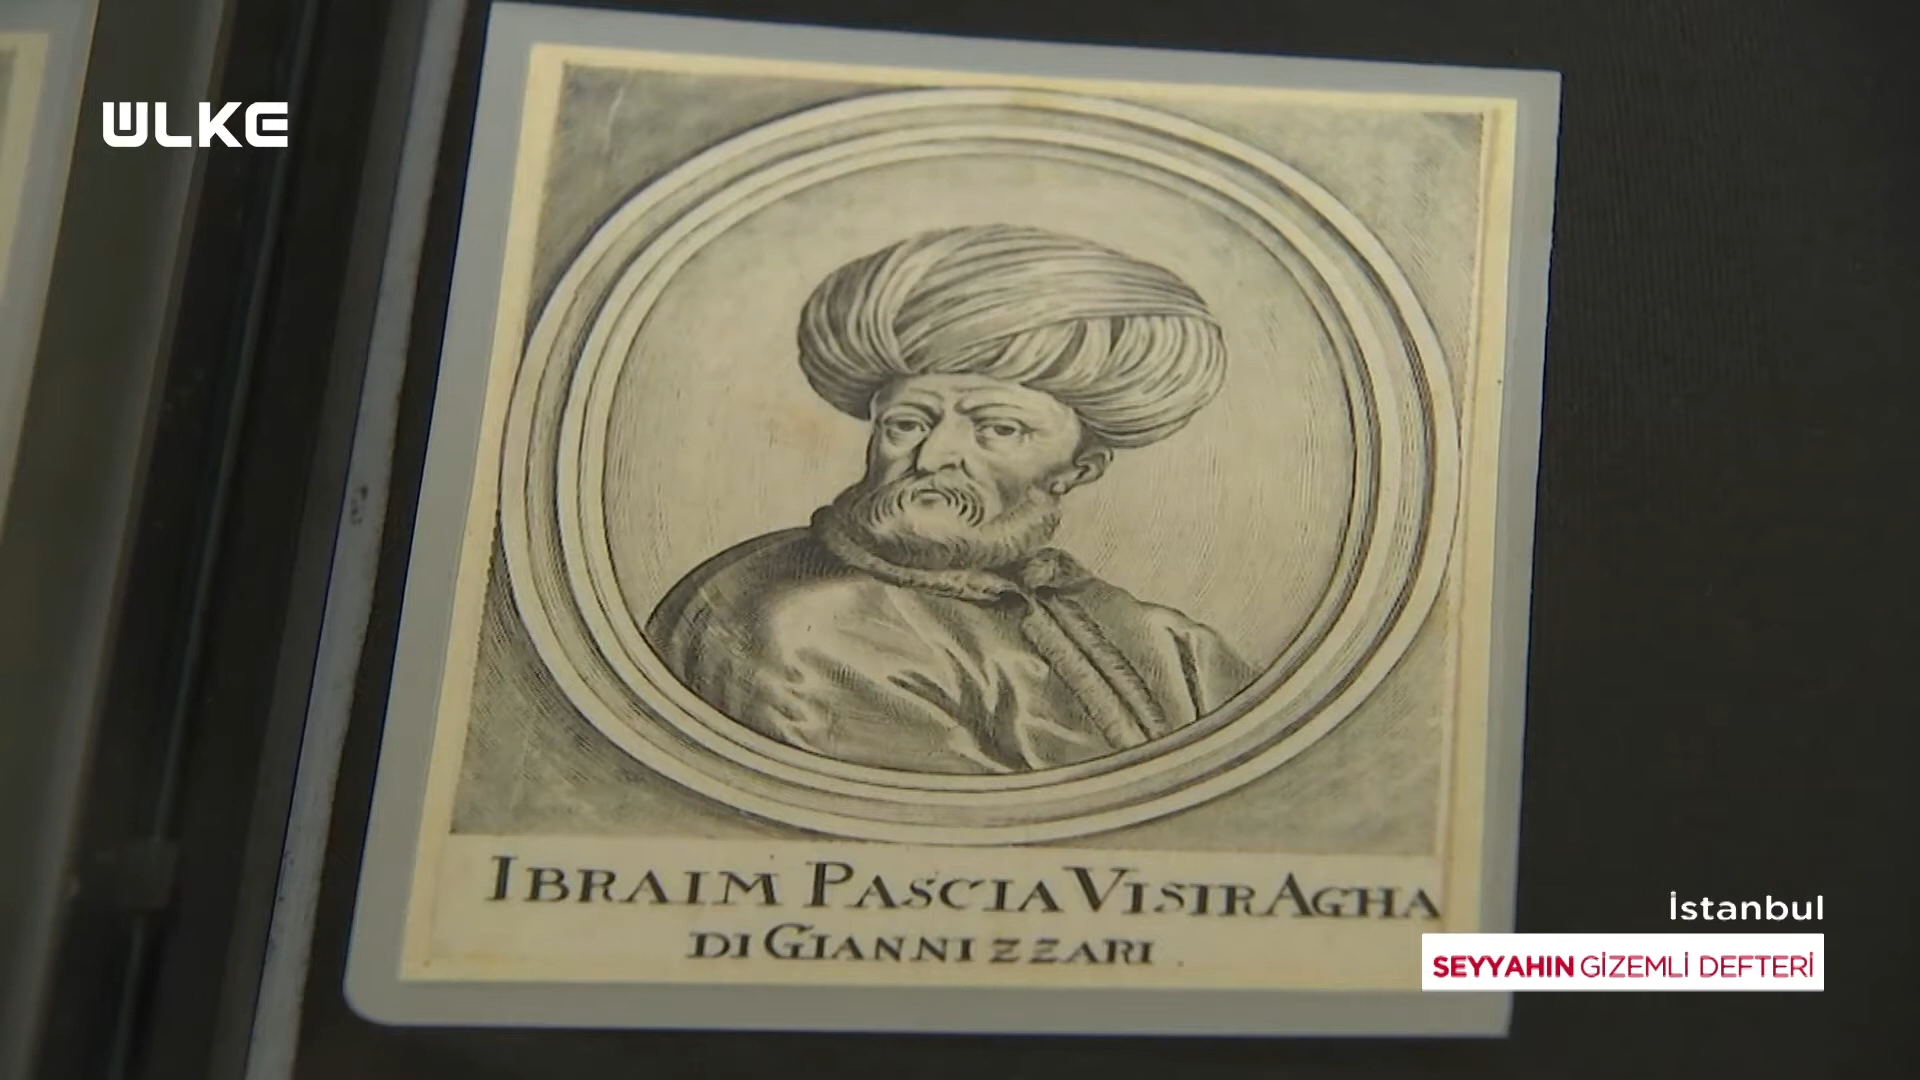 ULKE
IBRAIM PASCIA VISIR AGHA
DI GIANNIZZARI
İstanbul
SEYYAHIN GİZEMLİ DEFTERİ